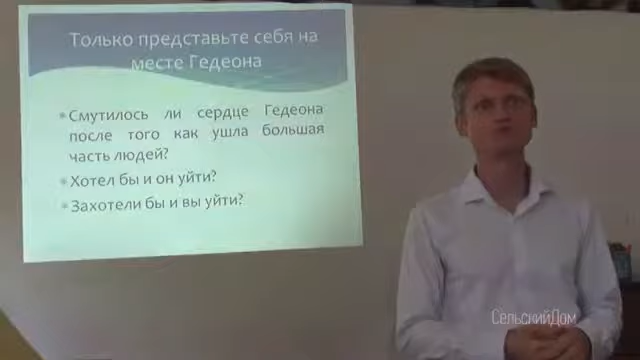 Только представьте себя на
месте Гедеона
Смутилось ли сердце Гедеона
после того как ушла большая
часть людей?
Хотел бы и он уйти?
Захотели бы и вы уйти?
СельскийДом